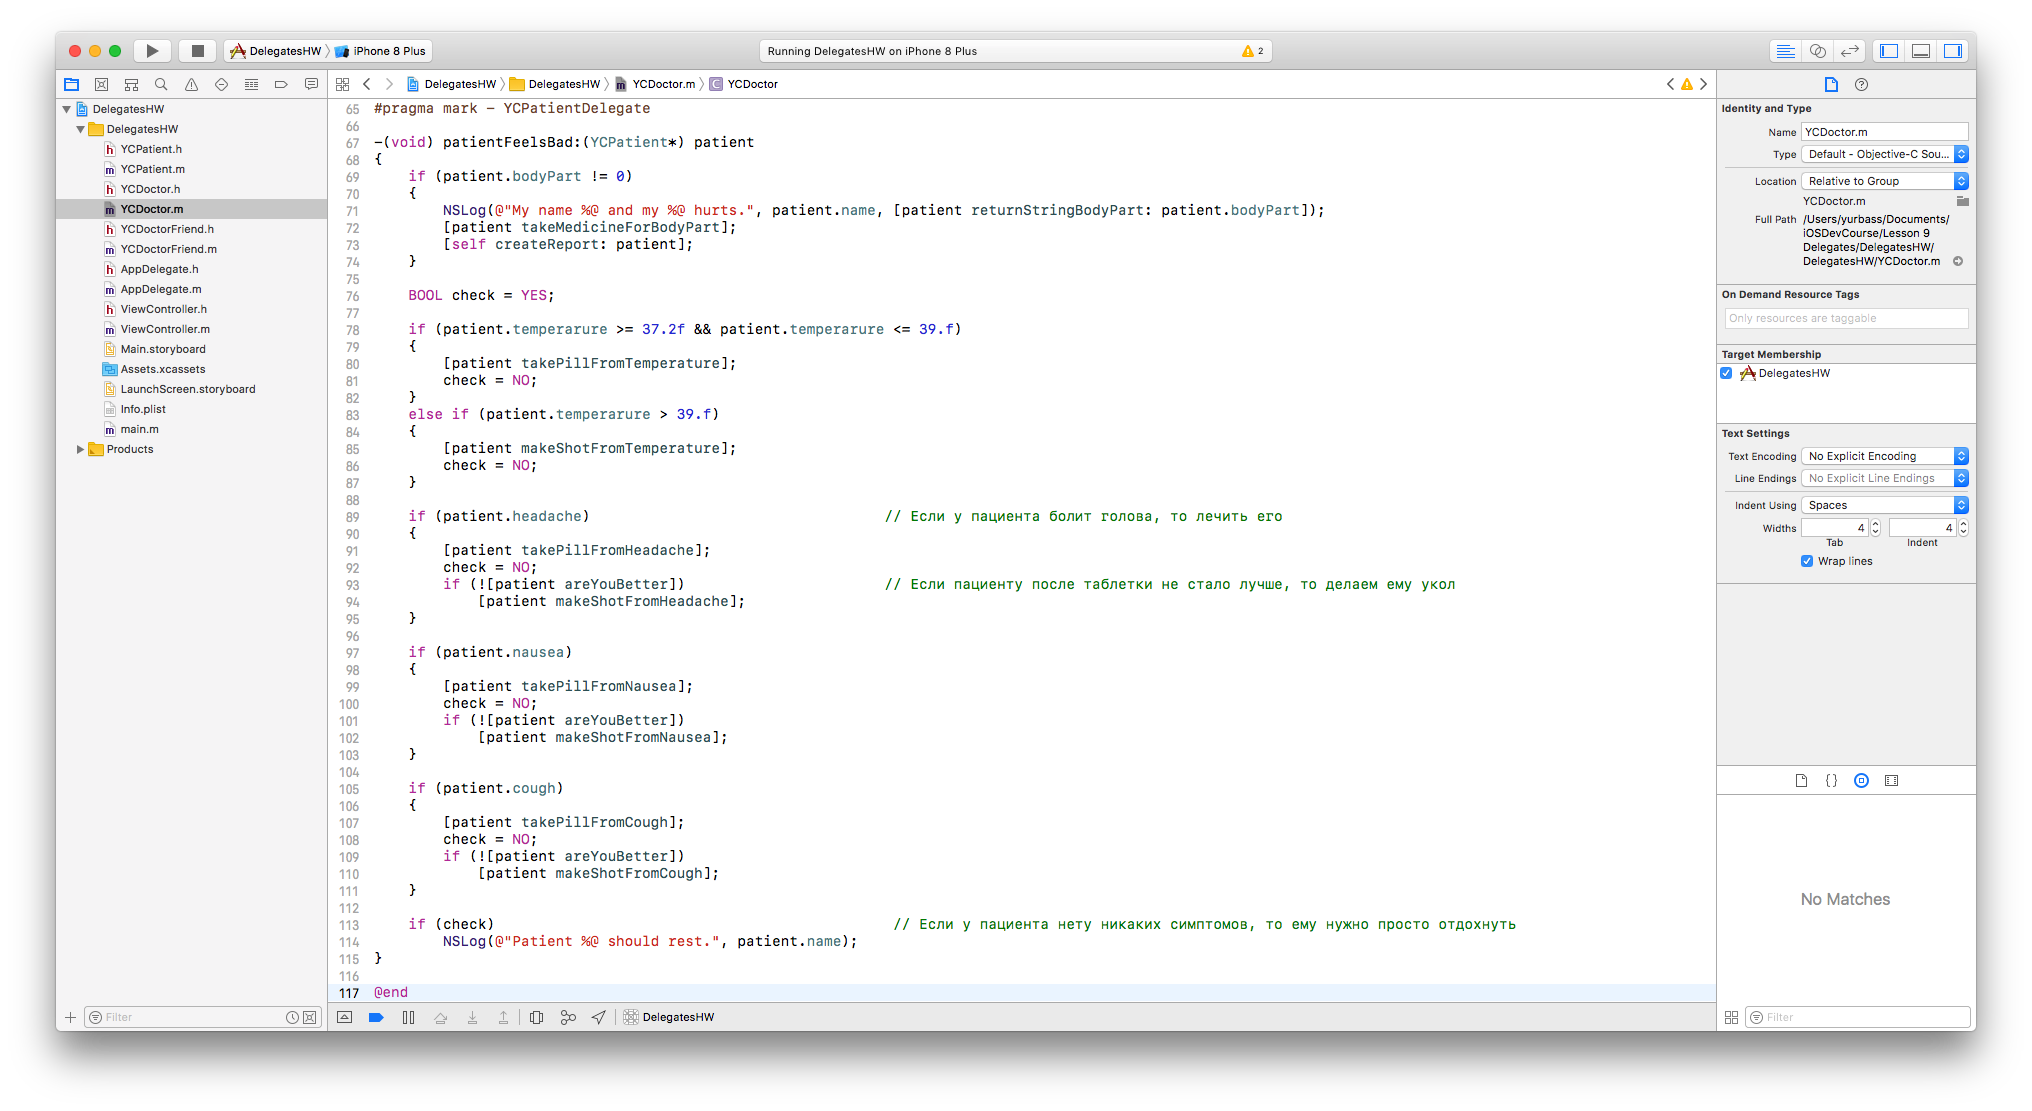 DelegatesHW 〉 iPhone 8 Plus
Running DelegatesHW on iPhone 8 Plus
2
DelegatesHW
DelegatesHW
YCPatient.h
YCPatient.m
YCDoctor.h
YCDoctor.m
YCDoctorFriend.h
YCDoctorFriend.m
AppDelegate.h
AppDelegate.m
ViewController.h
ViewController.m
Main.storyboard
Assets.xcassets
LaunchScreen.storyboard
Info.plist
main.m
Products
Filter
DelegatesHW 〉 DelegatesHW 〉 YCDoctor.m 〉 C YCDoctor
65 #pragma mark - YCPatientDelegate
66
67 -(void) patientFeelsBad:(YCPatient*) patient
68 {
69     if (patient.bodyPart != 0)
70     {
71         NSLog(@"My name %@ and my %@ hurts.", patient.name, [patient returnStringBodyPart: patient.bodyPart]);
72         [patient takeMedicineForBodyPart];
73         [self createReport: patient];
74     }
75
76     BOOL check = YES;
77
78     if (patient.temperarure >= 37.2f && patient.temperarure <= 39.f)
79     {
80         [patient takePillFromTemperature];
81         check = NO;
82     }
83     else if (patient.temperarure > 39.f)
84     {
85         [patient makeShotFromTemperature];
86         check = NO;
87     }
88
89     if (patient.headache) // Если у пациента болит голова, то лечить его
90     {
91         [patient takePillFromHeadache];
92         check = NO;
93         if (![patient areYouBetter]) // Если пациенту после таблетки не стало лучше, то делаем ему укол
94             [patient makeShotFromHeadache];
95     }
96
97     if (patient.nausea)
98     {
99         [patient takePillFromNausea];
100         check = NO;
101         if (![patient areYouBetter])
102             [patient makeShotFromNausea];
103     }
104
105     if (patient.cough)
106     {
107         [patient takePillFromCough];
108         check = NO;
109         if (![patient areYouBetter])
110             [patient makeShotFromCough];
111     }
112
113     if (check) // Если у пациента нету никаких симптомов, то ему нужно просто отдохнуть
114         NSLog(@"Patient %@ should rest.", patient.name);
115 }
116
117 @end
DelegatesHW
Identity and Type
Name YCDoctor.m
Type Default - Objective-C Sou...
Location Relative to Group
YCDoctor.m
Full Path /Users/yurbass/Documents/
iOSDevCourse/Lesson 9
Delegates/DelegatesHW/
DelegatesHW/YCDoctor.m
On Demand Resource Tags
Only resources are taggable
Target Membership
DelegatesHW
Text Settings
Text Encoding No Explicit Encoding
Line Endings No Explicit Line Endings
Indent Using Spaces
Widths 4 4
Tab Indent
Wrap lines
No Matches
Filter